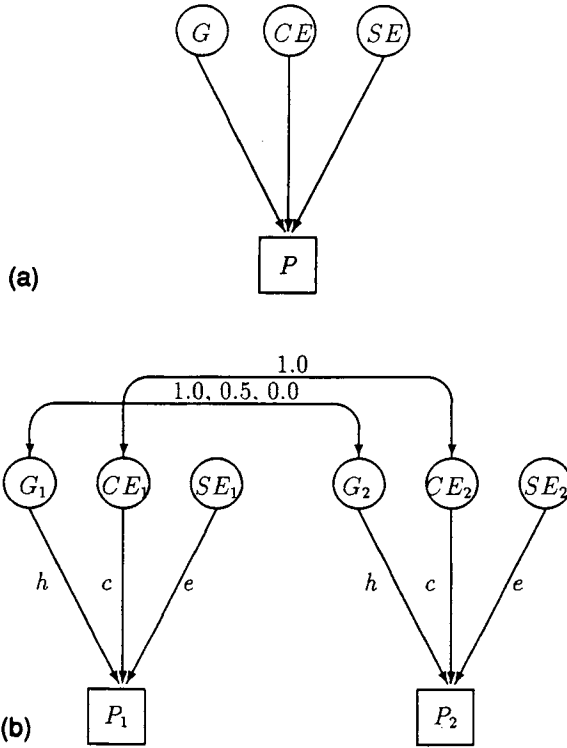 G CE SE
P
(a)
1.0
1.0, 0.5, 0.0
G₁ CE₁ SE₁ G₂ CE₂ SE₂
h c e h c e
P₁ P₂
(b)